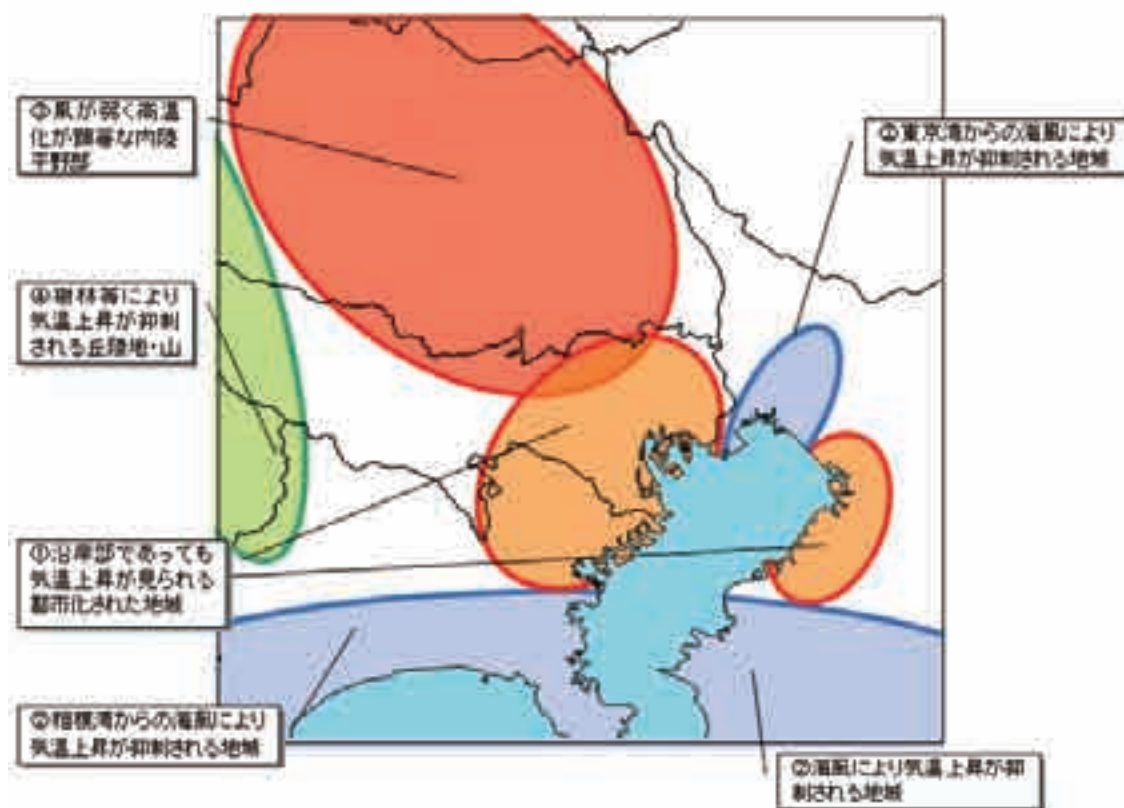 ③風が弱く高温
化が顕著な内陸
平野部
②東京湾からの海風により
気温上昇が抑制される地域
④樹林等により
気温上昇が抑制
される丘陵地・山
①沿岸部であっても
気温上昇が見られる
都市化された地域
②相模湾からの海風により
気温上昇が抑制される地域
②海風により気温上昇が抑
制される地域